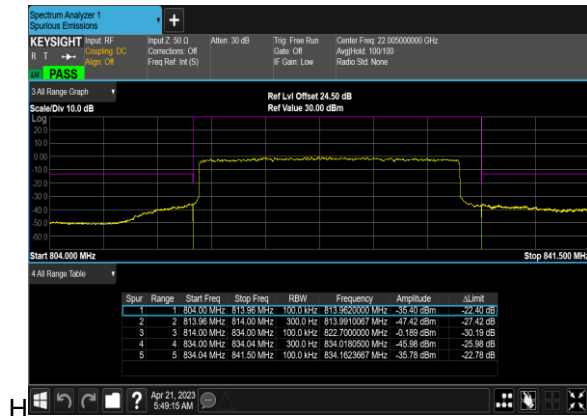 Spectrum Analyzer 1
Spurious Emissions
KEYSIGHT Input: RF
R T Coupling: DC
Align: Off
Input Z: 50 Ω
Corrections: Off
Freq Ref: Int (S)
Atten: 30 dB
Trig: Free Run
Gate: Off
IF Gain: Low
Center Freq: 22.005000000 GHz
Avg|Hold: 100/100
Radio Std: None
PASS
3 All Range Graph
Ref Lvl Offset 24.50 dB
Scale/Div 10.0 dB
Ref Value 30.00 dBm
Log
20.0
10.0
0.00
-10.0
-20.0
-30.0
-40.0
-50.0
-60.0
Start 804.000 MHz
Stop 841.500 MHz
4 All Range Table
Spur Range Start Freq Stop Freq RBW Frequency Amplitude ΔLimit
1 1 804.00 MHz 813.96 MHz 100.0 kHz 813.9620000 MHz -35.40 dBm -22.40 dB
2 2 813.96 MHz 814.00 MHz 300.0 Hz 813.9910067 MHz -47.42 dBm -27.42 dB
3 3 814.00 MHz 834.00 MHz 100.0 kHz 822.7000000 MHz -0.189 dBm -30.19 dB
4 4 834.00 MHz 834.04 MHz 300.0 Hz 834.0180500 MHz -45.98 dBm -25.98 dB
5 5 834.04 MHz 841.50 MHz 100.0 kHz 834.1623667 MHz -35.78 dBm -22.78 dB
H
?
Apr 21, 2023
5:49:15 AM